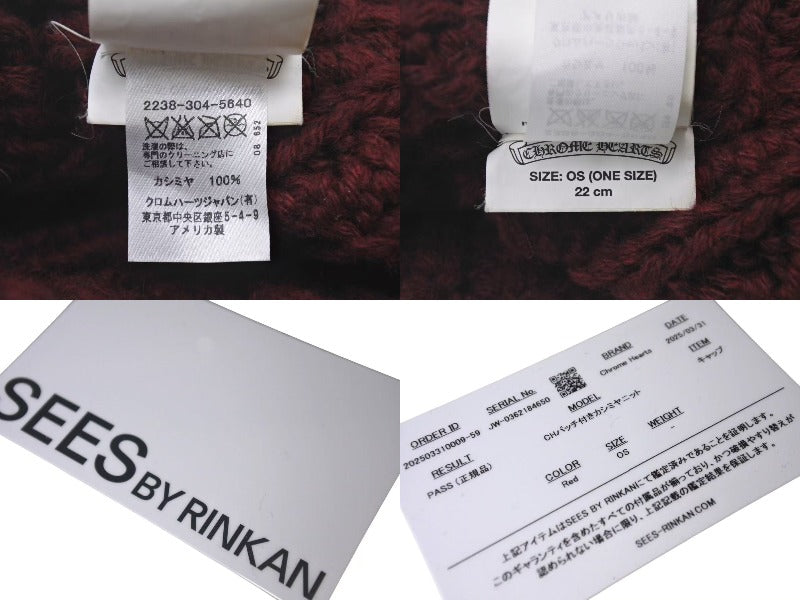 2238-304-5640
洗濯の際は、
専門のクリーニング店に
ご相談して下さい。
08 652
カシミヤ 100%
クロムハーツジャパン(有)
東京都中央区銀座5-4-9
アメリカ製
CHROME HEARTS
SIZE: OS (ONE SIZE)
22 cm
SEES BY RINKAN
ORDER ID
202503310009-59
SERIAL No.
JW-0362184650
BRAND
Chrome Hearts
DATE
2025/03/31
RESULT
PASS (正規品)
MODEL
CHパッチ付きカシミヤニット
ITEM
キャップ
COLOR
Red
SIZE
OS
WEIGHT
-
上記アイテムはSEES BY RINKANにて鑑定済みであることを証明します。
このギャランティを含めたすべての付属品が揃っており、かつ破損やすり替えが
認められない場合に限り、上記記載の鑑定結果を保証します。
SEES-RINKAN.COM